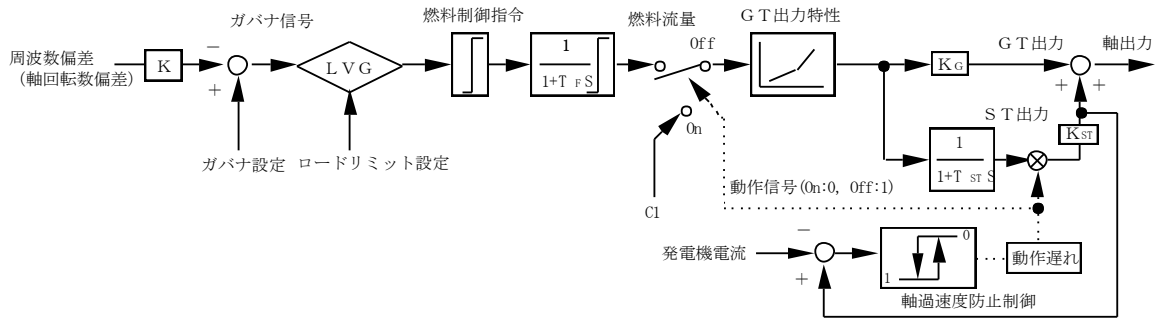 燃料制御指令
燃料流量
GT出力特性
ガバナ信号
Off
GT出力
軸出力
周波数偏差
(軸回転数偏差)
K
−
+
LVG
1
1+T F S
K G
+
+
On
ST出力
K ST
ガバナ設定
ロードリミット設定
1
1+T ST S
C1
動作信号(On:0, Off:1)
発電機電流
−
+
0
1
動作遅れ
軸過速度防止制御